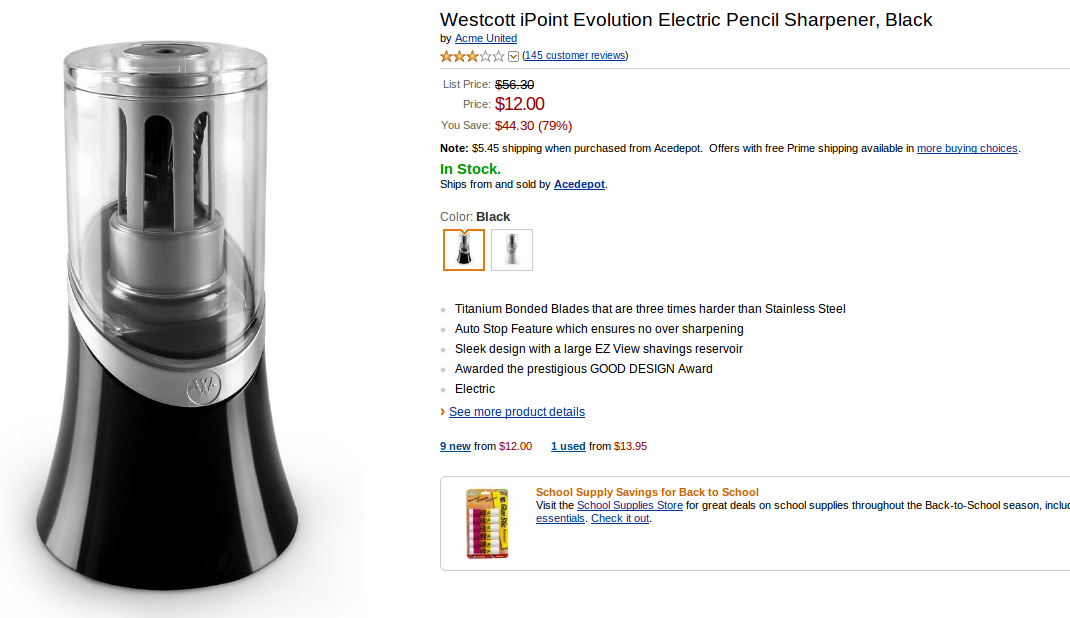 Westcott iPoint Evolution Electric Pencil Sharpener, Black
by Acme United
(145 customer reviews)
List Price: $56.30
Price: $12.00
You Save: $44.30 (79%)
Note: $5.45 shipping when purchased from Acedepot. Offers with free Prime shipping available in more buying choices.
In Stock.
Ships from and sold by Acedepot.
Color: Black
Titanium Bonded Blades that are three times harder than Stainless Steel
Auto Stop Feature which ensures no over sharpening
Sleek design with a large EZ View shavings reservoir
Awarded the prestigious GOOD DESIGN Award
Electric
› See more product details
9 new from $12.00 1 used from $13.95
School Supply Savings for Back to School
Visit the School Supplies Store for great deals on school supplies throughout the Back-to-School season, includ
essentials. Check it out.
W